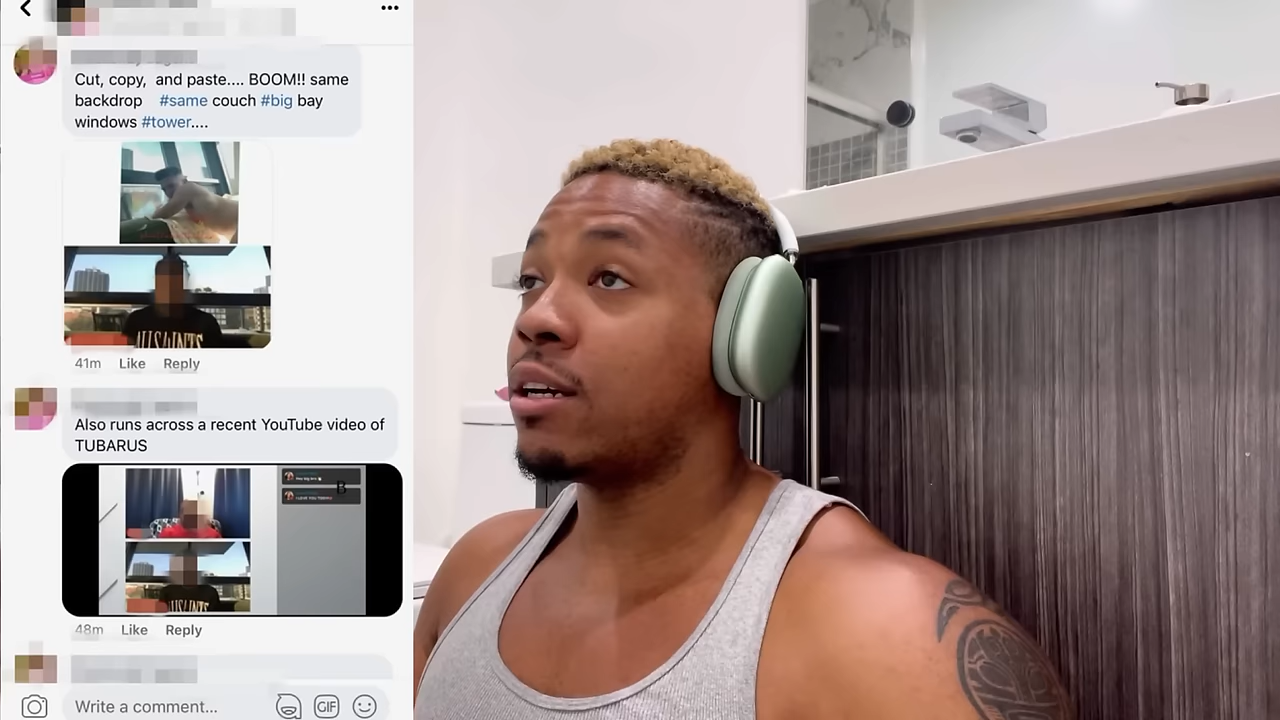 Cut, copy, and paste.... BOOM!! same
backdrop #same couch #big bay
windows #tower....
41m Like Reply
Also runs across a recent YouTube video of
TUBARUS
B
48m Like Reply
Write a comment...
GIF